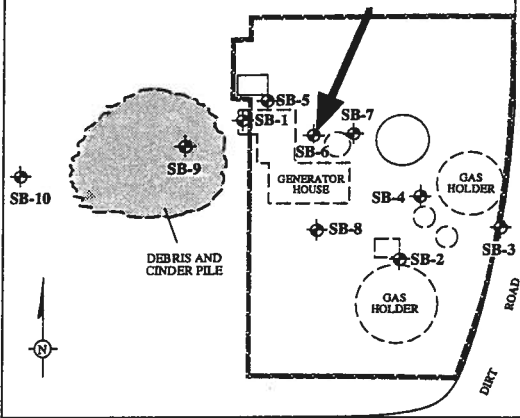 SB-5
SB-1
SB-7
SB-6
SB-9
SB-10
GENERATOR
HOUSE
GAS
HOLDER
SB-4
SB-8
SB-3
SB-2
DEBRIS AND
CINDER PILE
GAS
HOLDER
N
DIRT ROAD